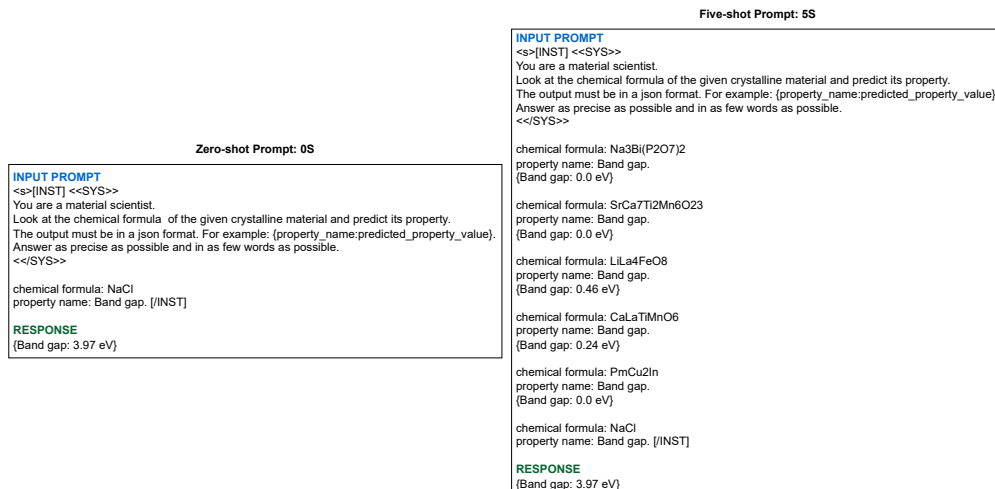 Zero-shot Prompt: 0S
INPUT PROMPT
<s>[INST] <<SYS>>
You are a material scientist.
Look at the chemical formula  of the given crystalline material and predict its property.
The output must be in a json format. For example: {property_name:predicted_property_value}.
Answer as precise as possible and in as few words as possible.
<</SYS>>
chemical formula: NaCl
property name: Band gap. [/INST]
RESPONSE
{Band gap: 3.97 eV}
Five-shot Prompt: 5S
INPUT PROMPT
<s>[INST] <<SYS>>
You are a material scientist.
Look at the chemical formula of the given crystalline material and predict its property.
The output must be in a json format. For example: {property_name:predicted_property_value}
Answer as precise as possible and in as few words as possible.
<</SYS>>
chemical formula: Na3Bi(P2O7)2
property name: Band gap.
{Band gap: 0.0 eV}
chemical formula: SrCa7Ti2Mn6O23
property name: Band gap.
{Band gap: 0.0 eV}
chemical formula: LiLa4FeO8
property name: Band gap.
{Band gap: 0.46 eV}
chemical formula: CaLaTiMnO6
property name: Band gap.
{Band gap: 0.24 eV}
chemical formula: PmCu2In
property name: Band gap.
{Band gap: 0.0 eV}
chemical formula: NaCl
property name: Band gap. [/INST]
RESPONSE
{Band gap: 3.97 eV}